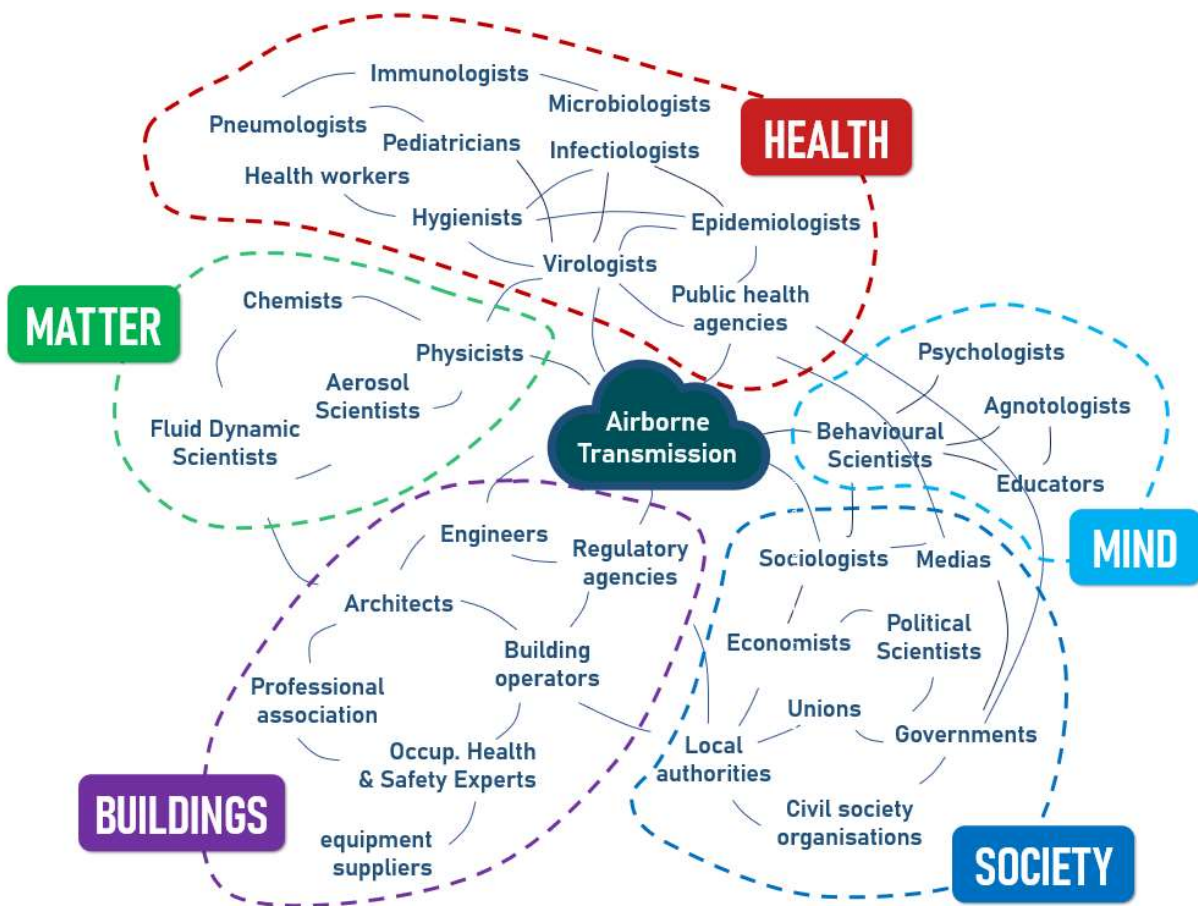 Immunologists
Microbiologists
Pneumologists
Pediatricians
Infectiologists
Health workers
Hygienists
Epidemiologists
Virologists
Public health
agencies
HEALTH
MATTER
Chemists
Physicists
Aerosol
Scientists
Fluid Dynamic
Scientists
Airborne
Transmission
Psychologists
Agnotologists
Behavioural
Scientists
Educators
MIND
Engineers
Regulatory
agencies
Architects
Building
operators
Professional
association
Occup. Health
& Safety Experts
equipment
suppliers
BUILDINGS
Sociologists
Medias
Economists
Political
Scientists
Unions
Governments
Local
authorities
Civil society
organisations
SOCIETY